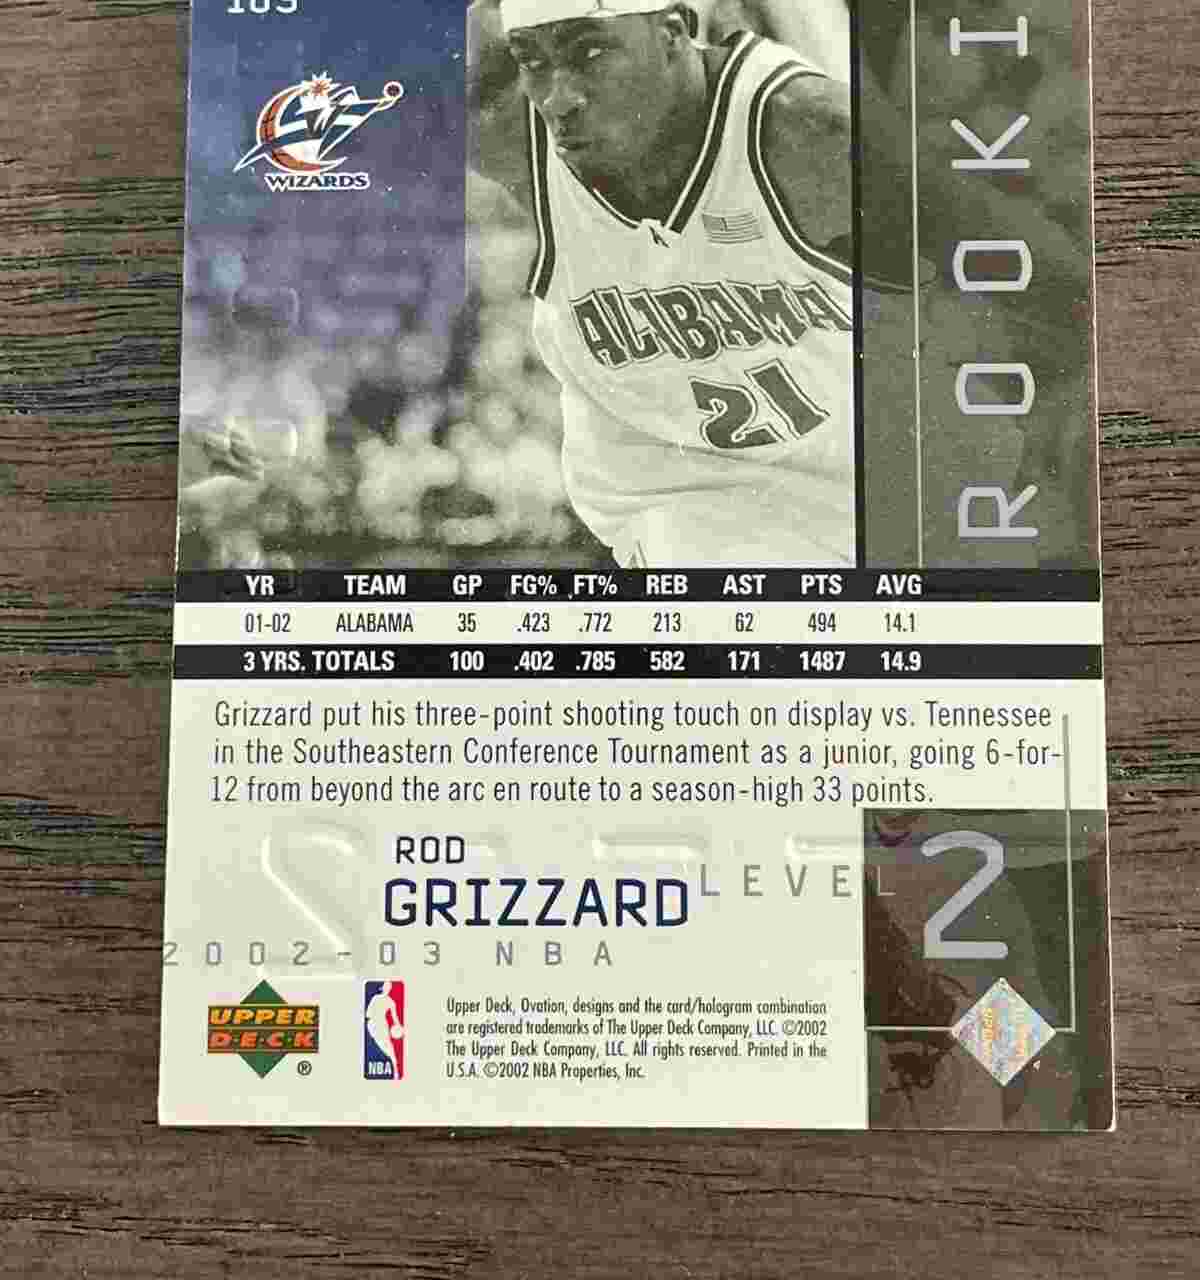 WIZARDS
ALABAMA
21
ROOKI
YR TEAM GP FG% FT% REB AST PTS AVG
01-02 ALABAMA 35 .423 .772 213 62 494 14.1
3 YRS. TOTALS 100 .402 .785 582 171 1487 14.9
Grizzard put his three-point shooting touch on display vs. Tennessee
in the Southeastern Conference Tournament as a junior, going 6-for-
12 from beyond the arc en route to a season-high 33 points.
ROD
GRIZZARD
LEVEL 2
2002-03 NBA
UPPER
D·E·C·K
®
NBA
Upper Deck, Ovation, designs and the card/hologram combination
are registered trademarks of The Upper Deck Company, LLC. ©2002
The Upper Deck Company, LLC. All rights reserved. Printed in the
U.S.A. ©2002 NBA Properties, Inc.